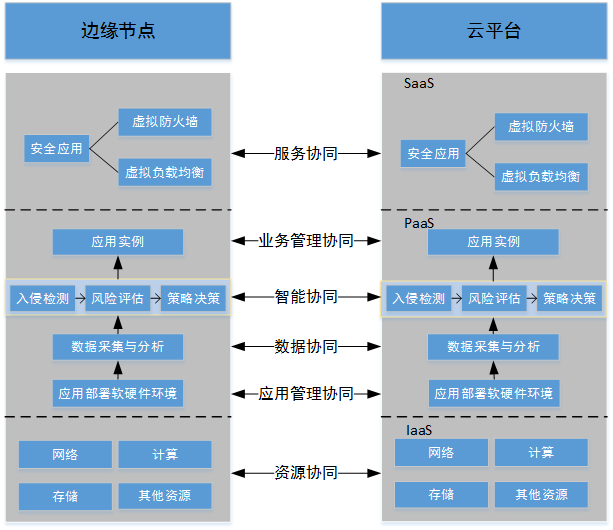 边缘节点
云平台
安全应用
虚拟防火墙
虚拟负载均衡
服务协同
SaaS
安全应用
虚拟防火墙
虚拟负载均衡
应用实例
业务管理协同
PaaS
应用实例
入侵检测
风险评估
策略决策
智能协同
入侵检测
风险评估
策略决策
数据采集与分析
数据协同
数据采集与分析
应用部署软硬件环境
应用管理协同
应用部署软硬件环境
网络
计算
存储
其他资源
资源协同
IaaS
网络
计算
存储
其他资源